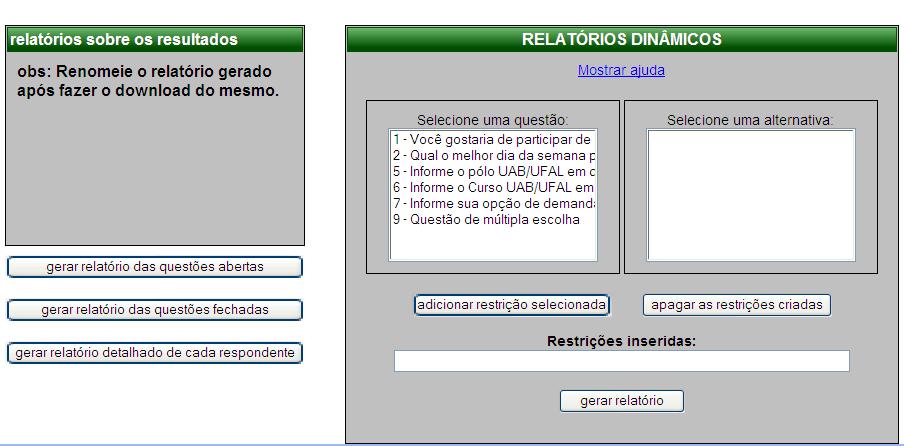 relatórios sobre os resultados
obs: Renomeie o relatório gerado
após fazer o download do mesmo.
gerar relatório das questões abertas
gerar relatório das questões fechadas
gerar relatório detalhado de cada respondente
RELATÓRIOS DINÂMICOS
Mostrar ajuda
Selecione uma questão:
1 - Você gostaria de participar de
2 - Qual o melhor dia da semana p
5 - Informe o pólo UAB/UFAL em
6 - Informe o Curso UAB/UFAL em
7 - Informe sua opção de demanda
9 - Questão de múltipla escolha
Selecione uma alternativa:
adicionar restrição selecionada
apagar as restrições criadas
Restrições inseridas:
gerar relatório